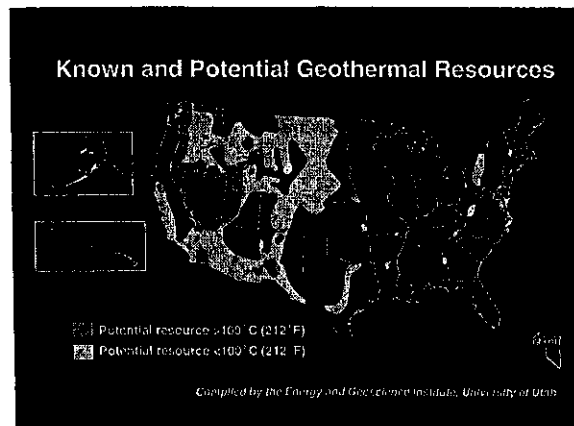 Known and Potential Geothermal Resources
Potential resource >100°C (212°F)
Potential resource <100°C (212°F)
Compiled by the Energy and Geoscience Institute, University of Utah